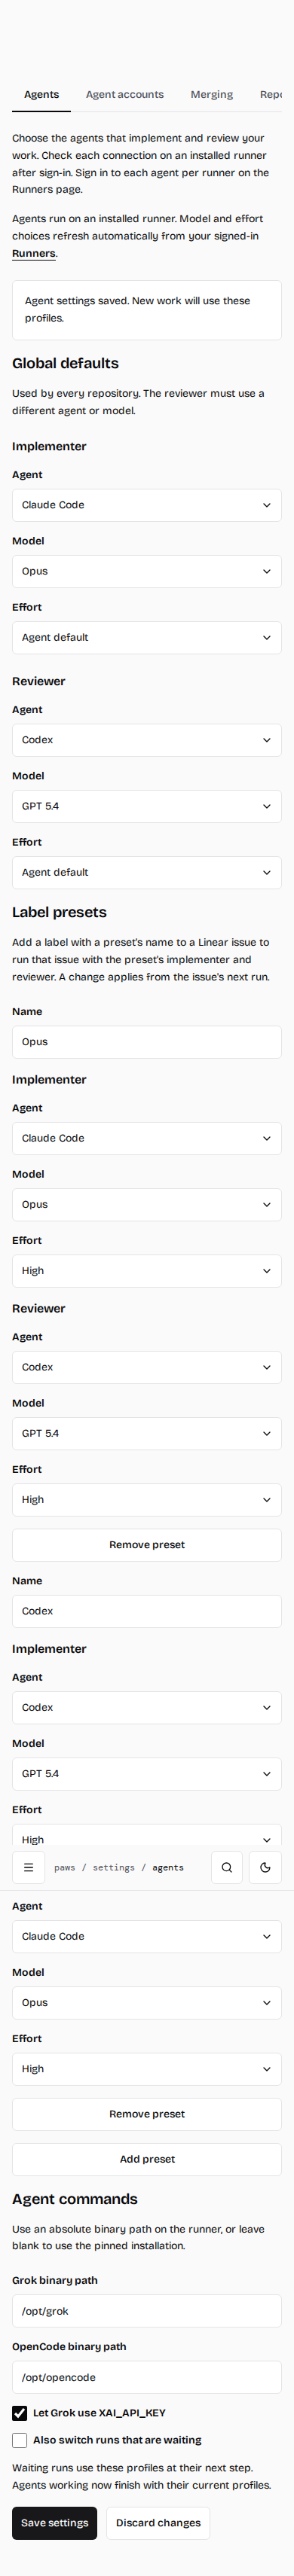 Agents Agent accounts Merging
Choose the agents that implement and review your
work. Check each connection on an installed runner
after sign-in. Sign in to each agent per runner on the
Runners page.
Agents run on an installed runner. Model and effort
choices refresh automatically from your signed-in
Runners.
Agent settings saved. New work will use these
profiles.
Global defaults
Used by every repository. The reviewer must use a
different agent or model.
Implementer
Agent
Claude Code
Model
Opus
Effort
Agent default
Reviewer
Agent
Codex
Model
GPT 5.4
Effort
Agent default
Label presets
Add a label with a preset's name to a Linear issue to
run that issue with the preset's implementer and
reviewer. A change applies from the issue's next run.
Name
Opus
Implementer
Agent
Claude Code
Model
Opus
Effort
High
Reviewer
Agent
Codex
Model
GPT 5.4
Effort
High
Remove preset
Name
Codex
Implementer
Agent
Codex
Model
GPT 5.4
Effort
High
paws / settings / agents
Agent
Claude Code
Model
Opus
Effort
High
Remove preset
Add preset
Agent commands
Use an absolute binary path on the runner, or leave
blank to use the pinned installation.
Grok binary path
/opt/grok
OpenCode binary path
/opt/opencode
Let Grok use XAI_API_KEY
Also switch runs that are waiting
Waiting runs use these profiles at their next step.
Agents working now finish with their current profiles.
Save settings Discard changes